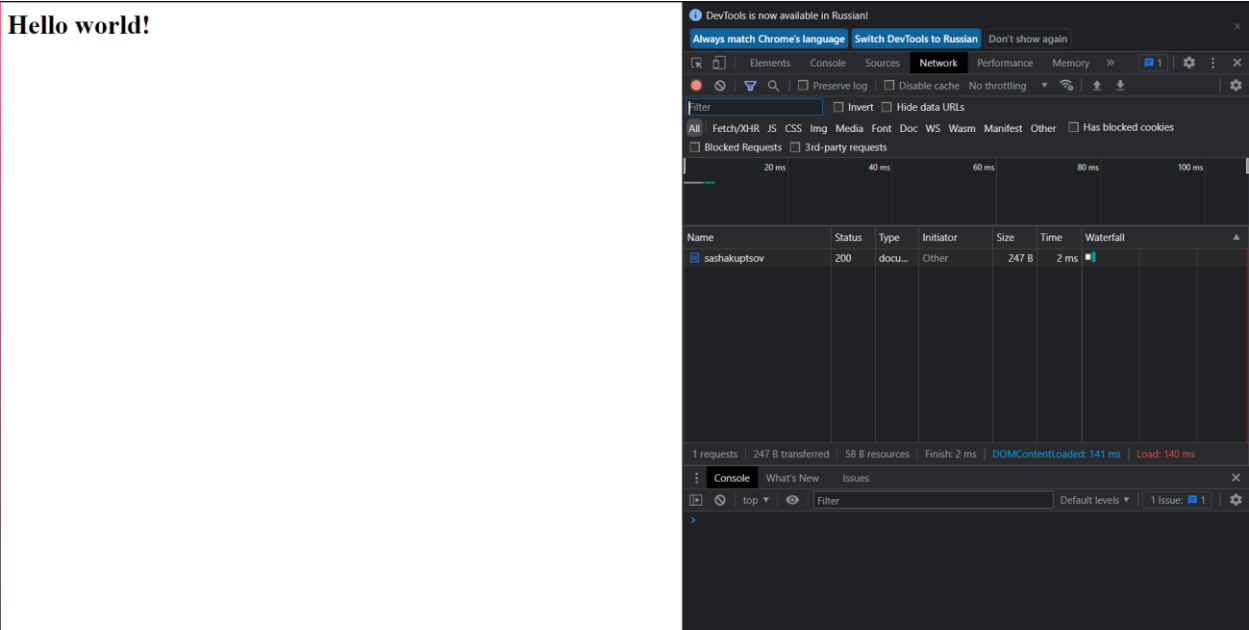 Hello world!
DevTools is now available in Russian!
Always match Chrome's language Switch DevTools to Russian Don't show again
Elements Console Sources Network Performance Memory 1
Preserve log Disable cache No throttling
Filter Invert Hide data URLs
All Fetch/XHR JS CSS Img Media Font Doc WS Wasm Manifest Other Has blocked cookies
Blocked Requests 3rd-party requests
20 ms 40 ms 60 ms 80 ms 100 ms
Name Status Type Initiator Size Time Waterfall
sashakuptsov 200 docu... Other 247 B 2 ms
1 requests 247 B transferred 58 B resources Finish: 2 ms DOMContentLoaded: 141 ms Load: 140 ms
Console What's New Issues
top Filter Default levels 1 Issue: 1